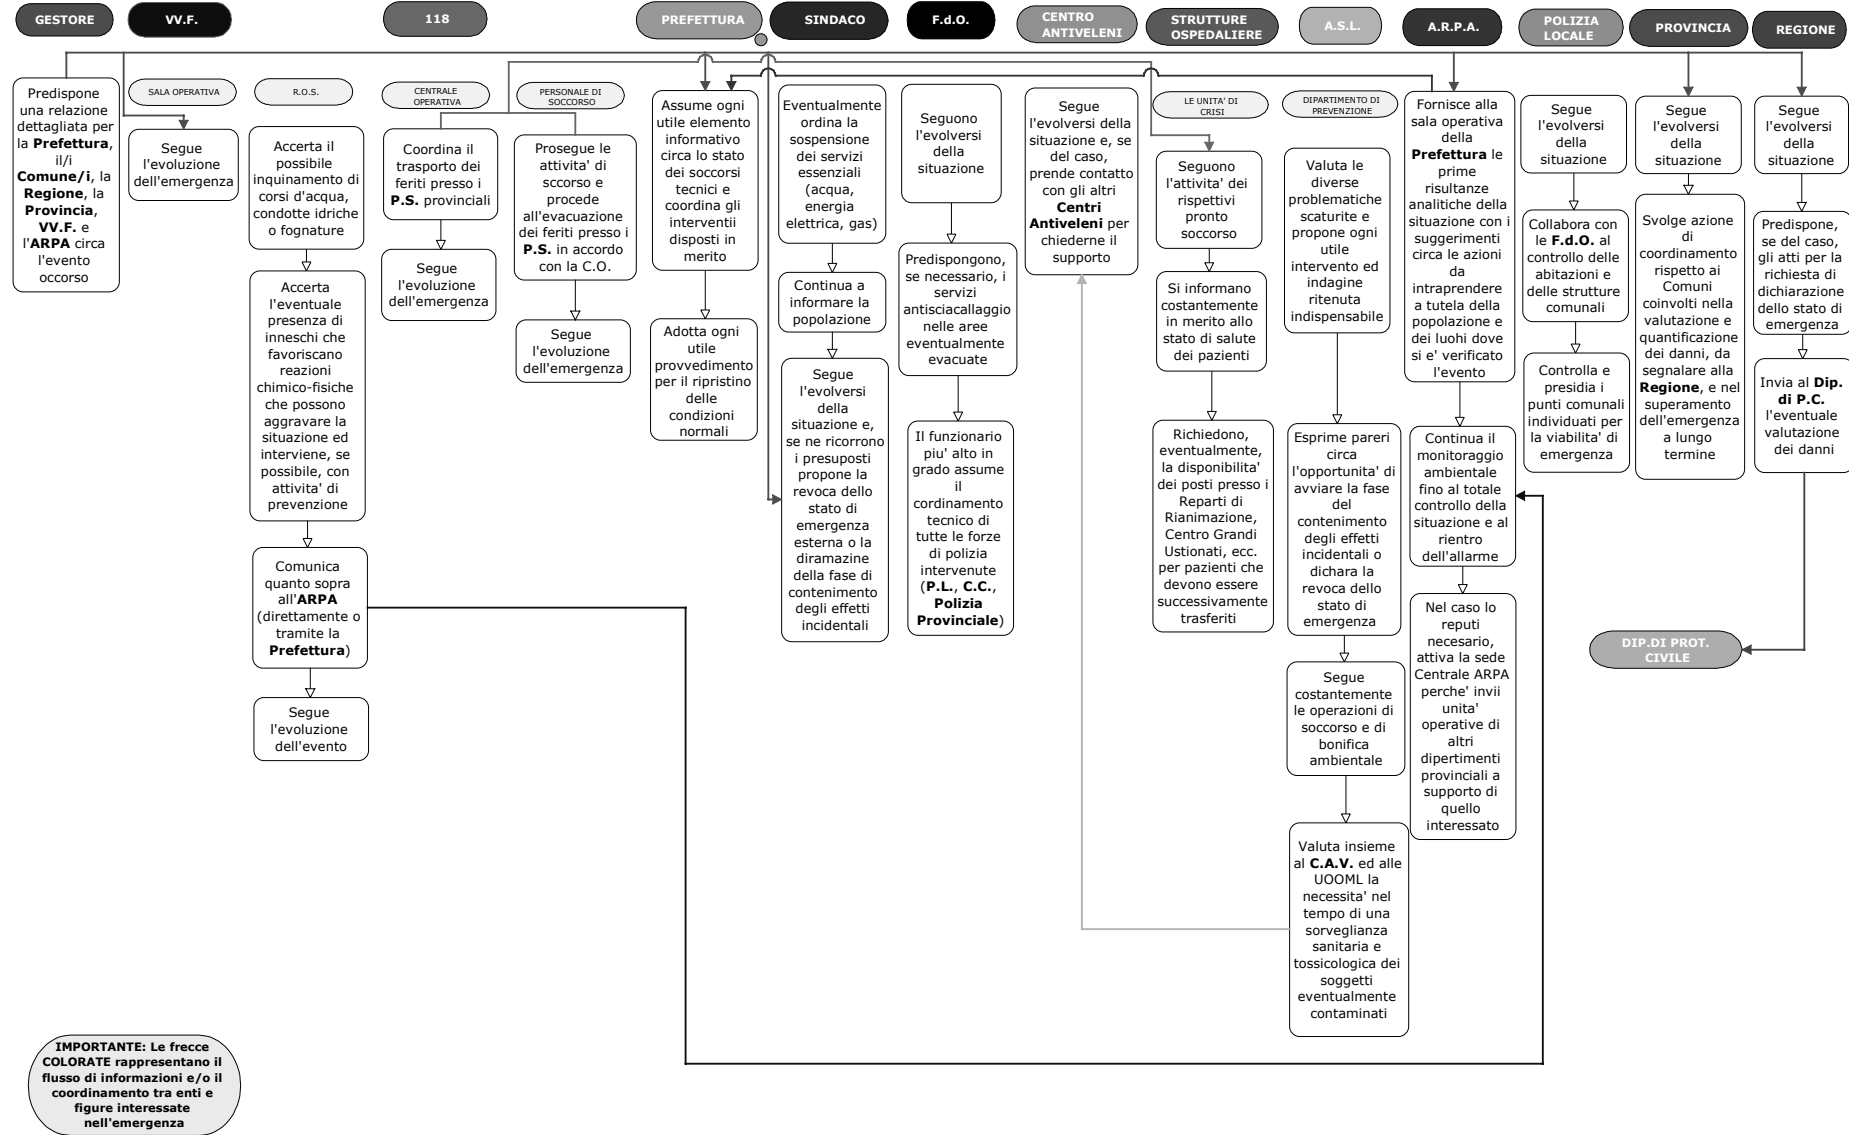 GESTORE
VV.F.
118
PREFETTURA
SINDACO
F.d.O.
CENTRO
ANTIVELENI
STRUTTURE
OSPEDALIERE
A.S.L.
A.R.P.A.
POLIZIA
LOCALE
PROVINCIA
REGIONE
Predispone
una relazione
dettagliata per
la Prefettura,
il/i
Comune/i, la
Regione, la
Provincia,
VV.F. e
l'ARPA circa
l'evento
occorso
SALA OPERATIVA
Segue
l'evoluzione
dell'emergenza
R.O.S.
Accerta il
possibile
inquinamento di
corsi d'acqua,
condotte idriche
o fognature
Accerta
l'eventuale
presenza di
inneschi che
favoriscano
reazioni
chimico-fisiche
che possono
aggravare la
situazione ed
interviene, se
possibile, con
attivita' di
prevenzione
Comunica
quanto sopra
all'ARPA
(direttamente o
tramite la
Prefettura)
Segue
l'evoluzione
dell'evento
CENTRALE
OPERATIVA
Coordina il
trasporto dei
feriti presso i
P.S. provinciali
Segue
l'evoluzione
dell'emergenza
PERSONALE DI
SOCCORSO
Prosegue le
attivita' di
sccorso e
procede
all'evacuazione
dei feriti presso i
P.S. in accordo
con la C.O.
Segue
l'evoluzione
dell'emergenza
Assume ogni
utile elemento
informativo
circa lo stato
dei soccorsi
tecnici e
coordina gli
interventii
disposti in
merito
Adotta ogni
utile
provvedimento
per il ripristino
delle
condizioni
normali
Eventualmente
ordina la
sospensione
dei servizi
essenziali
(acqua,
energia
elettrica, gas)
Continua a
informare la
popolazione
Segue
l'evolversi
della
situazione e,
se ne ricorrono
i presuposti
propone la
revoca dello
stato di
emergenza
esterna o la
diramazine
della fase di
contenimento
degli effetti
incidentali
Seguono
l'evolversi
della
situazione
Predispongono,
se necessario, i
servizi
antisciacallaggio
nelle aree
eventualmente
evacuate
Il funzionario
piu' alto in
grado assume
il
cordinamento
tecnico di
tutte le forze
di polizia
intervenute
(P.L., C.C.,
Polizia
Provinciale)
Segue
l'evolversi della
situazione e, se
del caso,
prende contatto
con gli altri
Centri
Antiveleni per
chiederne il
supporto
LE UNITA' DI
CRISI
Seguono
l'attivita' dei
rispettivi
pronto
soccorso
Si informano
costantemente
in merito allo
stato di salute
dei pazienti
Richiedono,
eventualmente,
la disponibilita'
dei posti presso i
Reparti di
Rianimazione,
Centro Grandi
Ustionati, ecc.
per pazienti che
devono essere
successivamente
trasferiti
DIPARTIMENTO DI
PREVENZIONE
Valuta le
diverse
problematiche
scaturite e
propone ogni
utile
intervento ed
indagine
ritenuta
indispensabile
Esprime pareri
circa
l'opportunita' di
avviare la fase
del
contenimento
degli effetti
incidentali o
dichara la
revoca dello
stato di
emergenza
Segue
costantemente
le operazioni di
soccorso e di
bonifica
ambientale
Valuta insieme
al C.A.V. ed alle
UOOML la
necessita' nel
tempo di una
sorveglianza
sanitaria e
tossicologica dei
soggetti
eventualmente
contaminati
Fornisce alla
sala operativa
della
Prefettura le
prime
risultanze
analitiche della
situazione con i
suggerimenti
circa le azioni
da
intraprendere
a tutela della
popolazione e
dei luohi dove
si e' verificato
l'evento
Continua il
monitoraggio
ambientale
fino al totale
controllo della
situazione e al
rientro
dell'allarme
Nel caso lo
reputi
necesario,
attiva la sede
Centrale ARPA
perche' invii
unita'
operative di
altri
dipertimenti
provinciali a
supporto di
quello
interessato
Segue
l'evolversi
della
situazione
Collabora con
le F.d.O. al
controllo delle
abitazioni e
delle strutture
comunali
Controlla e
presidia i
punti comunali
individuati per
la viabilita' di
emergenza
Segue
l'evolversi
della
situazione
Svolge azione
di
coordinamento
rispetto ai
Comuni
coinvolti nella
valutazione e
quantificazione
dei danni, da
segnalare alla
Regione, e nel
superamento
dell'emergenza
a lungo
termine
Segue
l'evolversi
della
situazione
Predispone,
se del caso,
gli atti per la
richiesta di
dichiarazione
dello stato di
emergenza
Invia al Dip.
di P.C.
l'eventuale
valutazione
dei danni
DIP.DI PROT.
CIVILE
IMPORTANTE: Le frecce
COLORATE rappresentano il
flusso di informazioni e/o il
coordinamento tra enti e
figure interessate
nell'emergenza